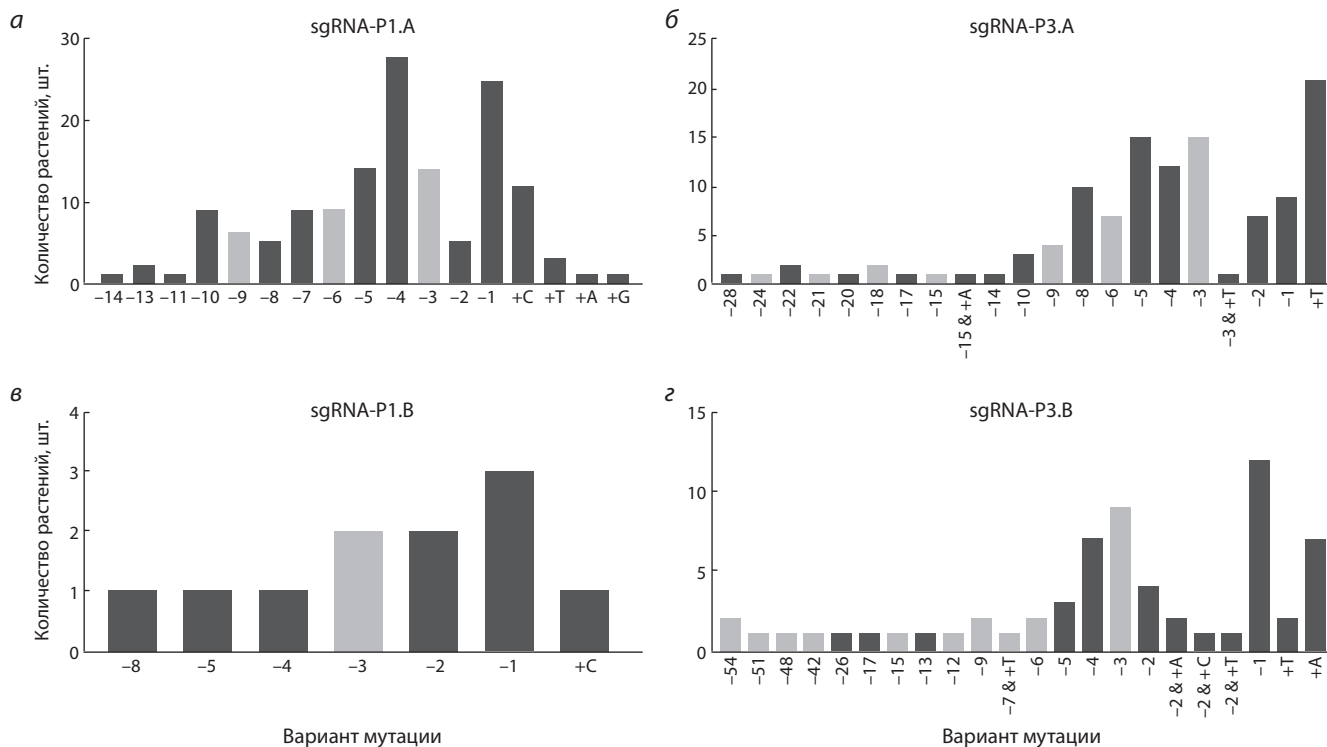 а
sgRNA-P1.A
Количество растений, шт.
30
20
10
0
–14 –13 –11 –10 –9 –8 –7 –6 –5 –4 –3 –2 –1 +C +T +A +G
б
sgRNA-P3.A
25
20
15
10
5
0
–28 –24 –22 –21 –20 –18 –17 –15 –15 & +A –14 –10 –9 –8 –6 –5 –4 –3 –3 & +T –2 –1 +T
в
sgRNA-P1.B
Количество растений, шт.
4
3
2
1
0
–8 –5 –4 –3 –2 –1 +C
Вариант мутации
г
sgRNA-P3.B
15
10
5
0
–54 –51 –48 –42 –26 –17 –15 –13 –12 –9 –7 & +T –6 –5 –4 –3 –2 –2 & +A –2 & +C –2 & +T –1 +T +A
Вариант мутации